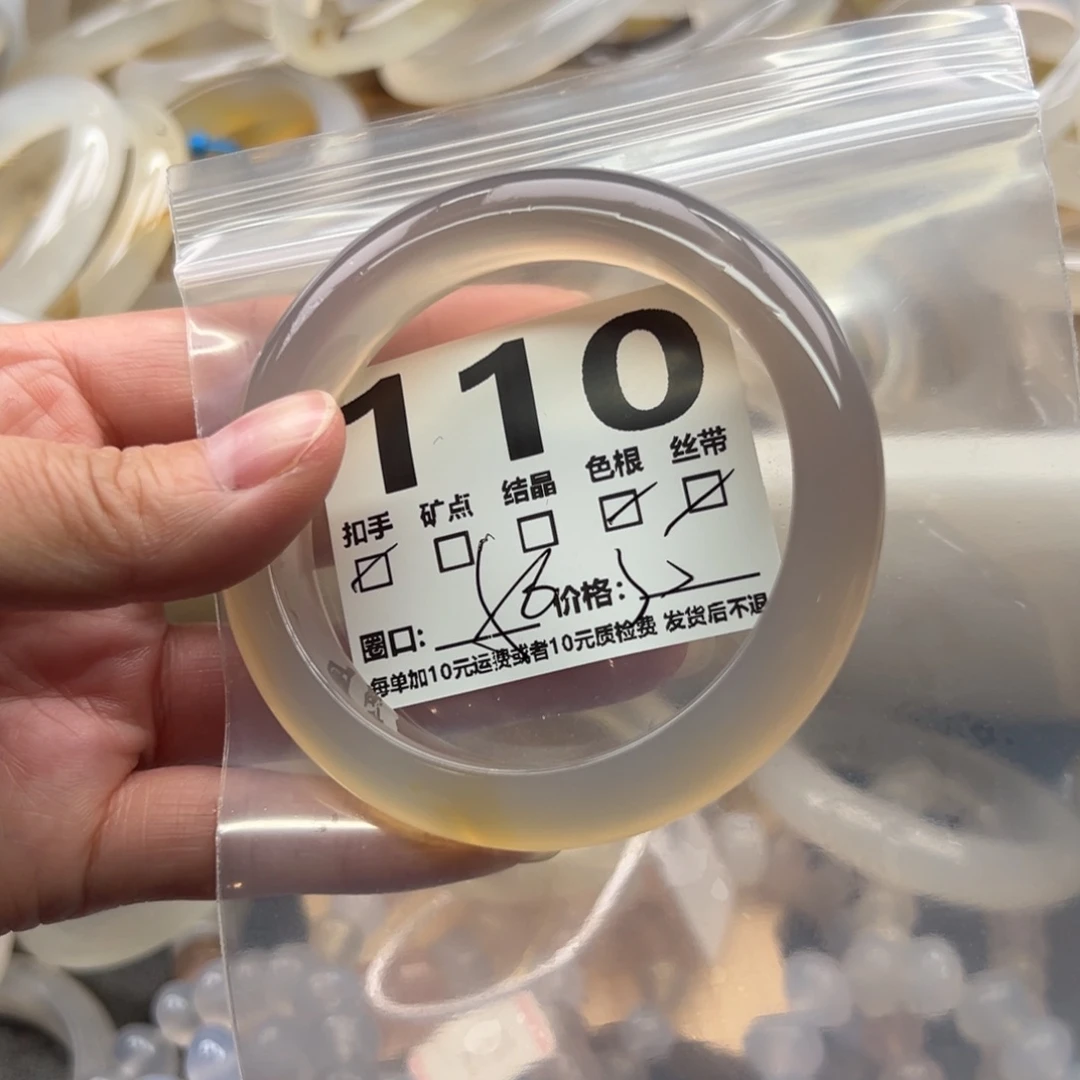 110
扣手 矿点 结晶 色根 丝带
圈口: 价格:
每单加10元运费或者10元质检费 发货后不退